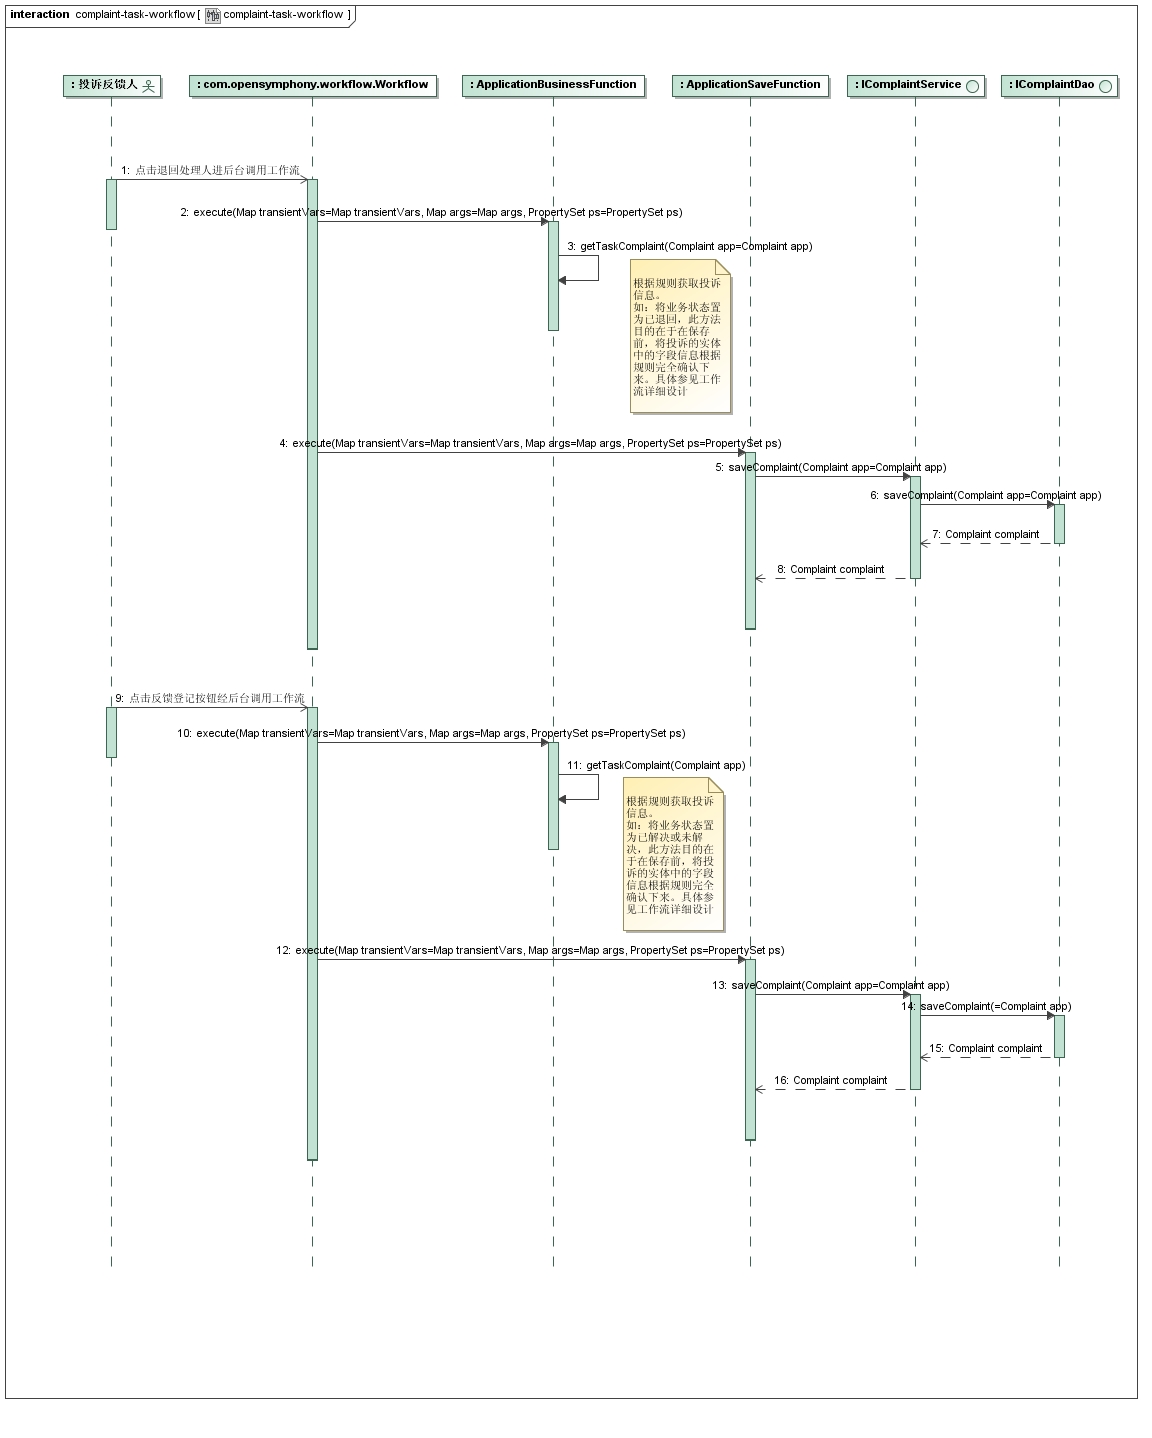 interaction complaint-task-workflow [ complaint-task-workflow ]
: 投诉反馈人
: com.opensymphony.workflow.Workflow
: ApplicationBusinessFunction
: ApplicationSaveFunction
: IComplaintService
: IComplaintDao
1: 点击退回处理人进后台调用工作流
2: execute(Map transientVars=Map transientVars, Map args=Map args, PropertySet ps=PropertySet ps)
3: getTaskComplaint(Complaint app=Complaint app)
根据规则获取投诉
信息。
如：将业务状态置
为已退回，此方法
目的在于在保存
前，将投诉的实体
中的字段信息根据
规则完全确认下
来。具体参见工作
流详细设计
4: execute(Map transientVars=Map transientVars, Map args=Map args, PropertySet ps=PropertySet ps)
5: saveComplaint(Complaint app=Complaint app)
6: saveComplaint(Complaint app=Complaint app)
7: Complaint complaint
8: Complaint complaint
9: 点击反馈登记按钮经后台调用工作流
10: execute(Map transientVars=Map transientVars, Map args=Map args, PropertySet ps=PropertySet ps)
11: getTaskComplaint(Complaint app)
根据规则获取投诉
信息。
如：将业务状态置
为已解决或未解
决，此方法目的在
于在保存前，将投
诉的实体中的字段
信息根据规则完全
确认下来。具体参
见工作流详细设计
12: execute(Map transientVars=Map transientVars, Map args=Map args, PropertySet ps=PropertySet ps)
13: saveComplaint(Complaint app=Complaint app)
14: saveComplaint(=Complaint app)
15: Complaint complaint
16: Complaint complaint